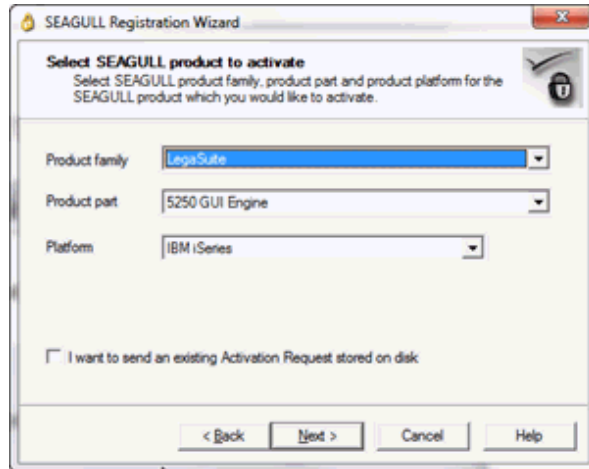 SEAGULL Registration Wizard
Select SEAGULL product to activate
Select SEAGULL product family, product part and product platform for the
SEAGULL product which you would like to activate.
Product family
LegaSuite
Product part
5250 GUI Engine
Platform
IBM iSeries
I want to send an existing Activation Request stored on disk
< Back
Next >
Cancel
Help